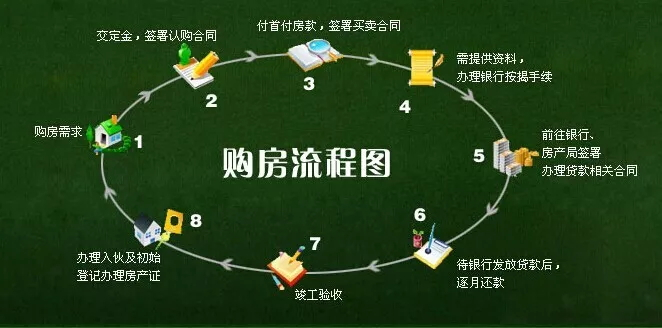 购房流程图
1
购房需求
2
交定金，签署认购合同
3
付首付房款，签署买卖合同
4
需提供资料，
办理银行按揭手续
5
前往银行、
房产局签署
办理贷款相关合同
6
待银行发放贷款后，
逐月还款
7
竣工验收
8
办理入伙及初始
登记办理房产证